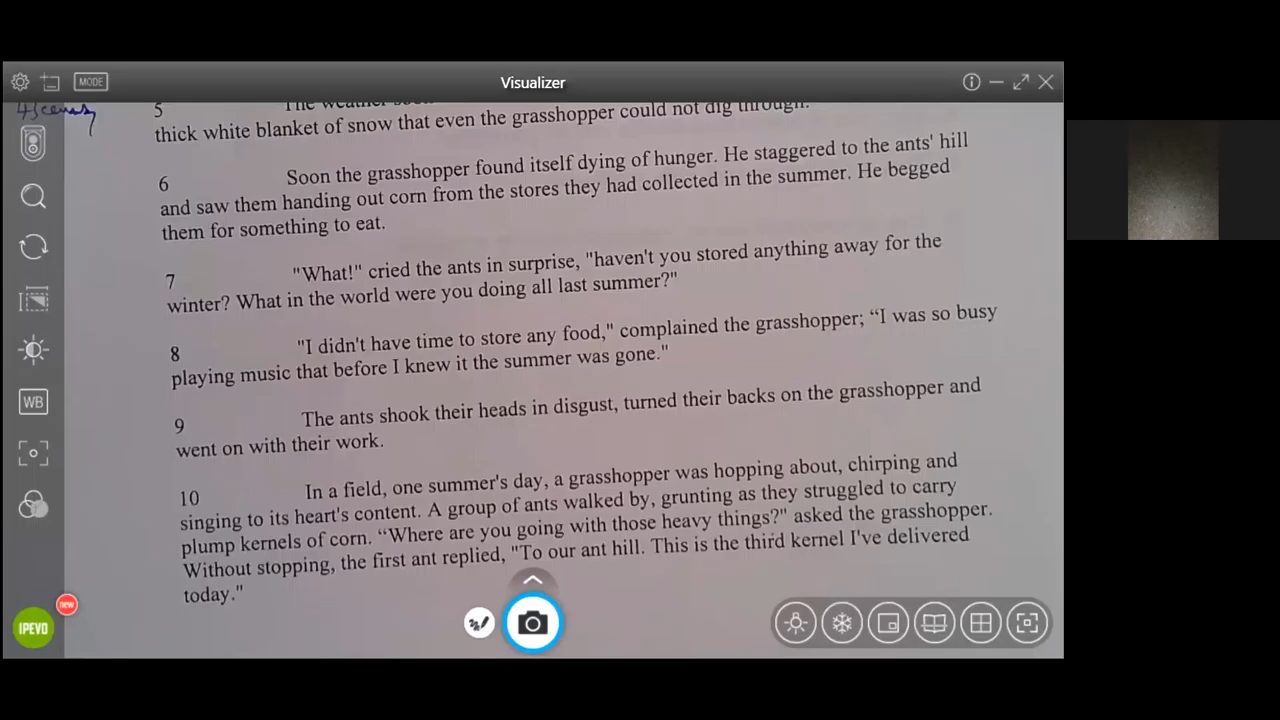 MODE
Visualizer
5 The weather
thick white blanket of snow that even the grasshopper could not dig through.
6 Soon the grasshopper found itself dying of hunger. He staggered to the ants' hill
and saw them handing out corn from the stores they had collected in the summer. He begged
them for something to eat.
7 "What!" cried the ants in surprise, "haven't you stored anything away for the
winter? What in the world were you doing all last summer?"
8 "I didn't have time to store any food," complained the grasshopper; “I was so busy
playing music that before I knew it the summer was gone."
9 The ants shook their heads in disgust, turned their backs on the grasshopper and
went on with their work.
10 In a field, one summer's day, a grasshopper was hopping about, chirping and
singing to its heart's content. A group of ants walked by, grunting as they struggled to carry
plump kernels of corn. “Where are you going with those heavy things?" asked the grasshopper.
Without stopping, the first ant replied, "To our ant hill. This is the third kernel I've delivered
today."
WB
new
IPEVO